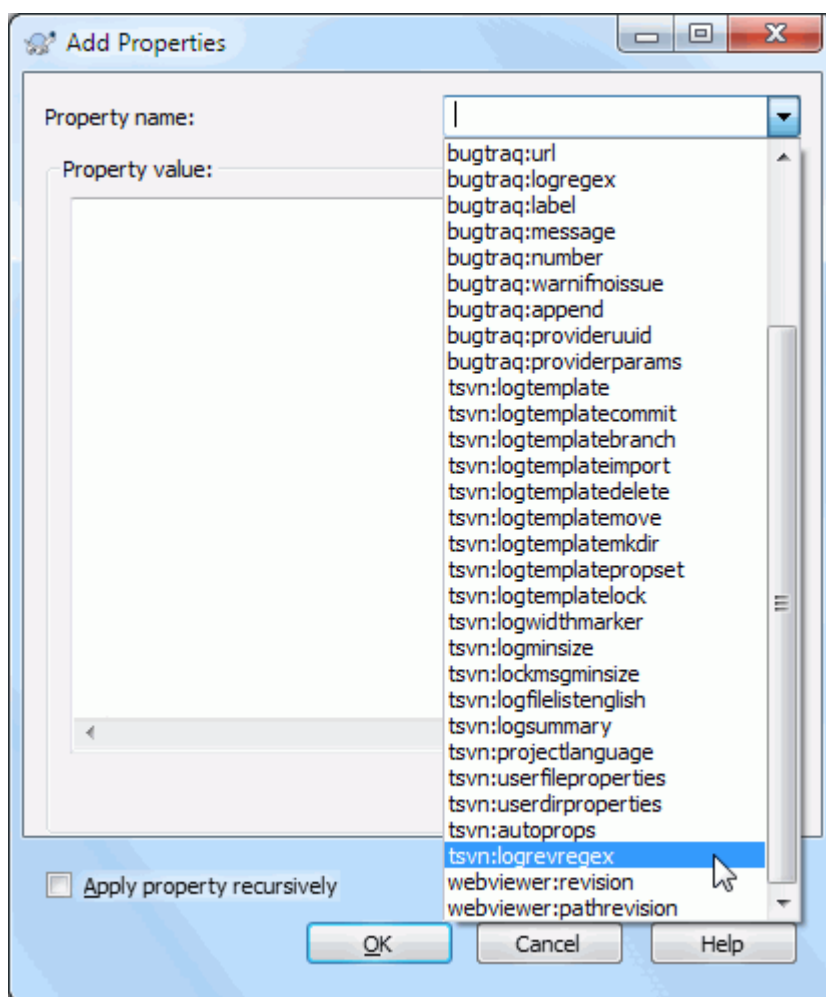 Add Properties
Property name:
Property value:
bugtraq:url
bugtraq:logregex
bugtraq:label
bugtraq:message
bugtraq:number
bugtraq:warnifnoissue
bugtraq:append
bugtraq:provideruuid
bugtraq:providerparams
tsvn:logtemplate
tsvn:logtemplatecommit
tsvn:logtemplatebranch
tsvn:logtemplateimport
tsvn:logtemplatedelete
tsvn:logtemplatemove
tsvn:logtemplatemkdir
tsvn:logtemplatepropset
tsvn:logtemplatelock
tsvn:logwidthmarker
tsvn:logminsize
tsvn:lockmsgminsize
tsvn:logfilelistenglish
tsvn:logsummary
tsvn:projectlanguage
tsvn:userfileproperties
tsvn:userdirproperties
tsvn:autoprops
tsvn:logrevregex
webviewer:revision
webviewer:pathrevision
Apply property recursively
OK Cancel Help